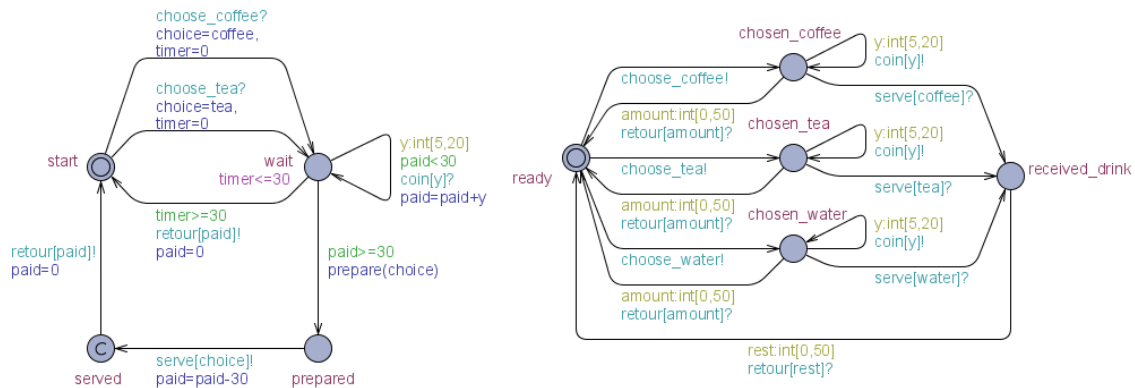 choose_coffee?
choice=coffee,
timer=0
choose_tea?
choice=tea,
timer=0
start
wait
timer<=30
y:int[5,20]
paid<30
coin[y]?
paid=paid+y
timer>=30
retour[paid]!
paid=0
retour[paid]!
paid=0
paid>=30
prepare(choice)
C
served
serve[choice]!
paid=paid-30
prepared
chosen_coffee
y:int[5,20]
coin[y]!
choose_coffee!
serve[coffee]?
amount:int[0,50]
retour[amount]?
chosen_tea
y:int[5,20]
coin[y]!
ready
choose_tea!
serve[tea]?
received_drink
amount:int[0,50]
retour[amount]?
chosen_water
y:int[5,20]
coin[y]!
choose_water!
serve[water]?
amount:int[0,50]
retour[amount]?
rest:int[0,50]
retour[rest]?